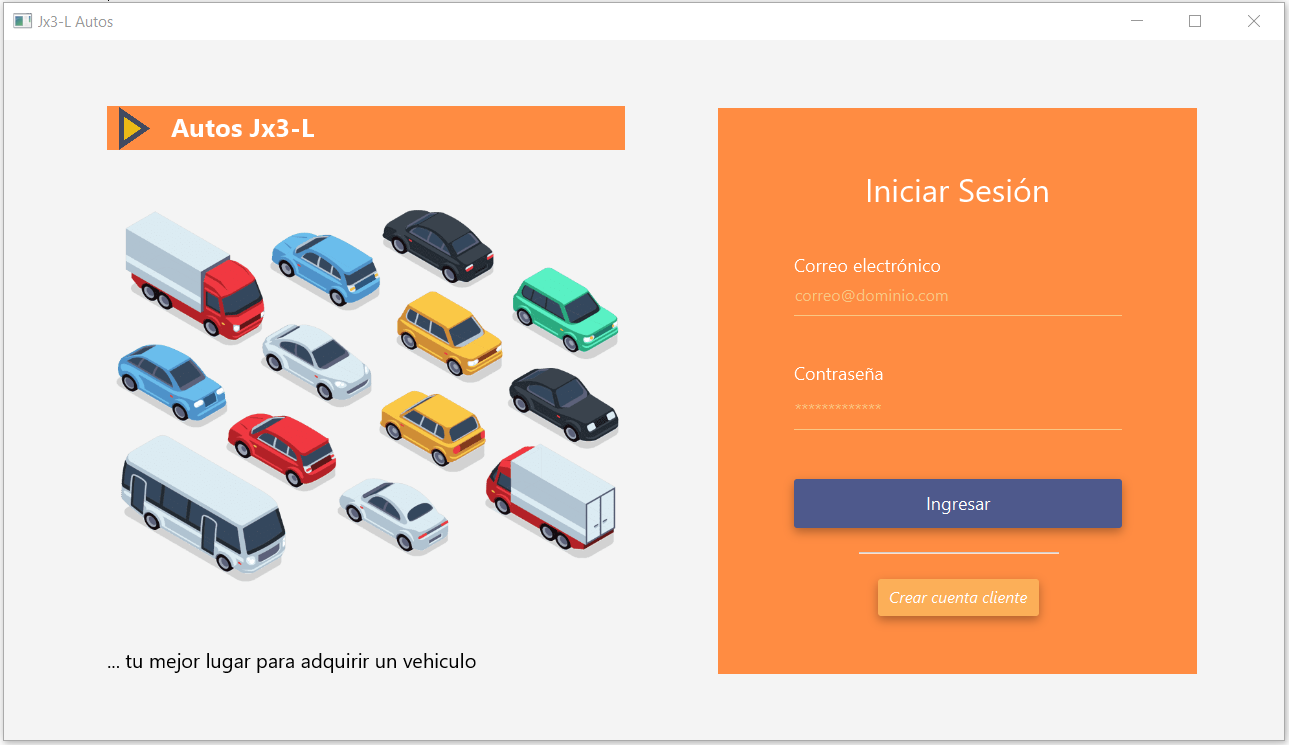 Jx3-L Autos
Autos Jx3-L
... tu mejor lugar para adquirir un vehiculo
Iniciar Sesión
Correo electrónico
correo@dominio.com
Contraseña
*************
Ingresar
Crear cuenta cliente